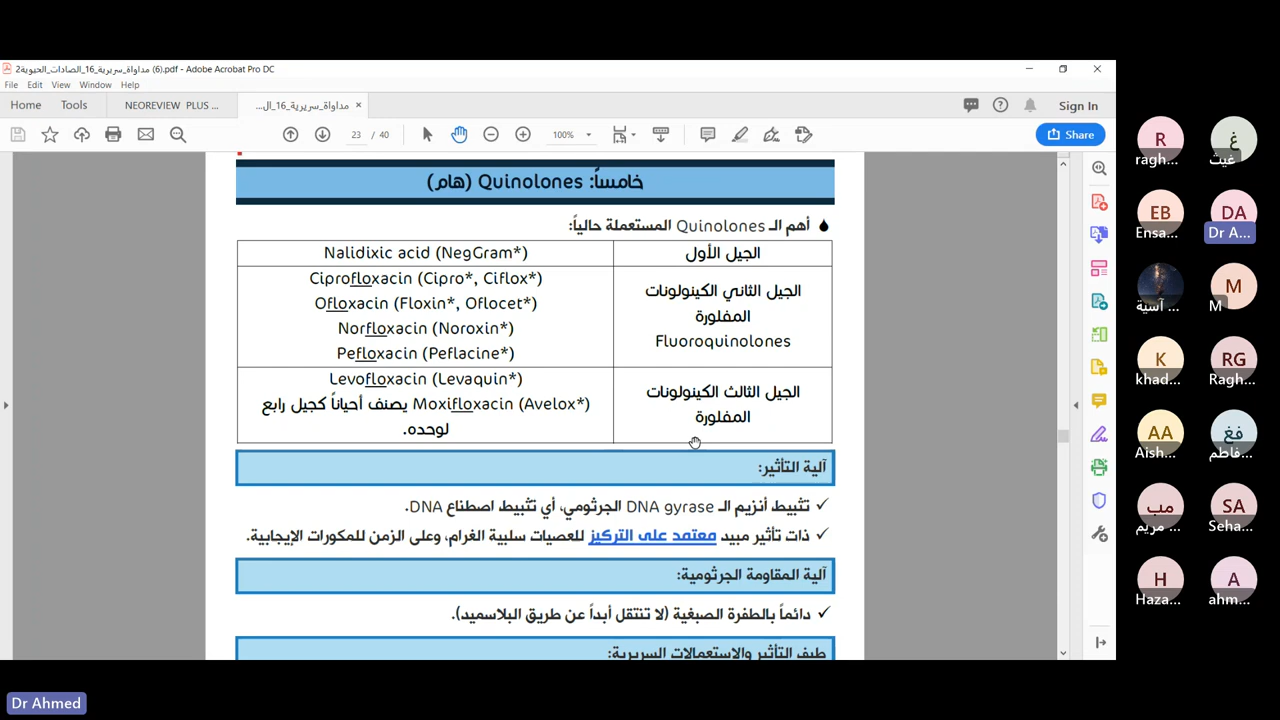 مداواة_سريرية_16_الصادات_الحيوية2 (6).pdf - Adobe Acrobat Pro DC
File Edit View Window Help
Home Tools NEOREVIEW PLUS ... مداواة_سريرية_16_ال... ×
23 / 40 100% Share
Sign In
خامساً: Quinolones (هام)
أهم الـ Quinolones المستعملة حالياً:
الجيل الأول
Nalidixic acid (NegGram*)
الجيل الثاني الكينولونات
المفلورة
Fluoroquinolones
Ciprofloxacin (Cipro*, Ciflox*)
Ofloxacin (Floxin*, Oflocet*)
Norfloxacin (Noroxin*)
Pefloxacin (Peflacine*)
الجيل الثالث الكينولونات
المفلورة
Levofloxacin (Levaquin*)
Moxifloxacin (Avelox*) يصنف أحياناً كجيل رابع
لوحده.
آلية التأثير:
✓ تثبيط أنزيم الـ DNA gyrase الجرثومي، أي تثبيط اصطناع DNA.
✓ ذات تأثير مبيد معتمد على التركيز للعصيات سلبية الغرام، وعلى الزمن للمكورات الإيجابية.
آلية المقاومة الجرثومية:
✓ دائماً بالطفرة الصبغية (لا تنتقل أبداً عن طريق البلاسميد).
طيف التأثير والاستعمالات السريرية:
R غ
ragh... غيث
EB DA
Ensa... Dr A...
M
آسية ... M
K RG
khad... Ragh...
AA فغ
Aish... فاطم...
مب SA
مريم ... Seha...
H A
Haza... ahm...
Dr Ahmed